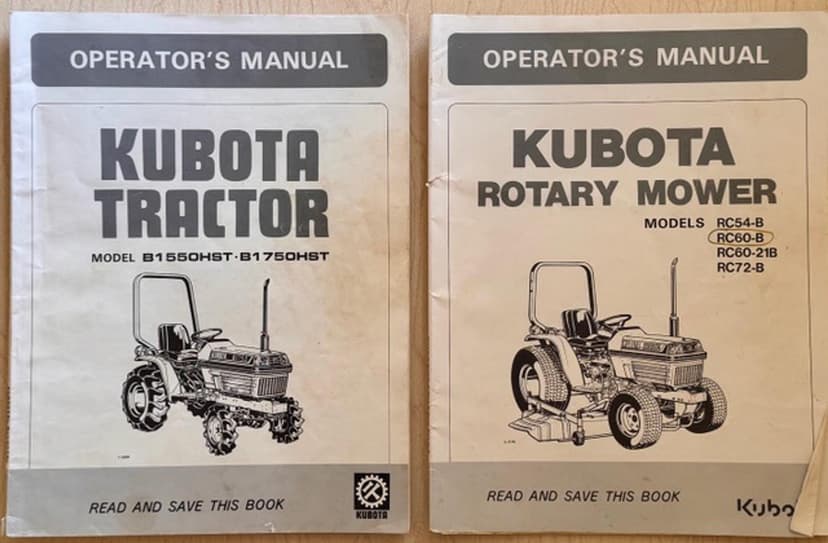 OPERATOR'S MANUAL
KUBOTA
TRACTOR
MODEL B1550HST·B1750HST
READ AND SAVE THIS BOOK
KUBOTA
OPERATOR'S MANUAL
KUBOTA
ROTARY MOWER
MODELS RC54-B
RC60-B
RC60-21B
RC72-B
READ AND SAVE THIS BOOK
Kubo